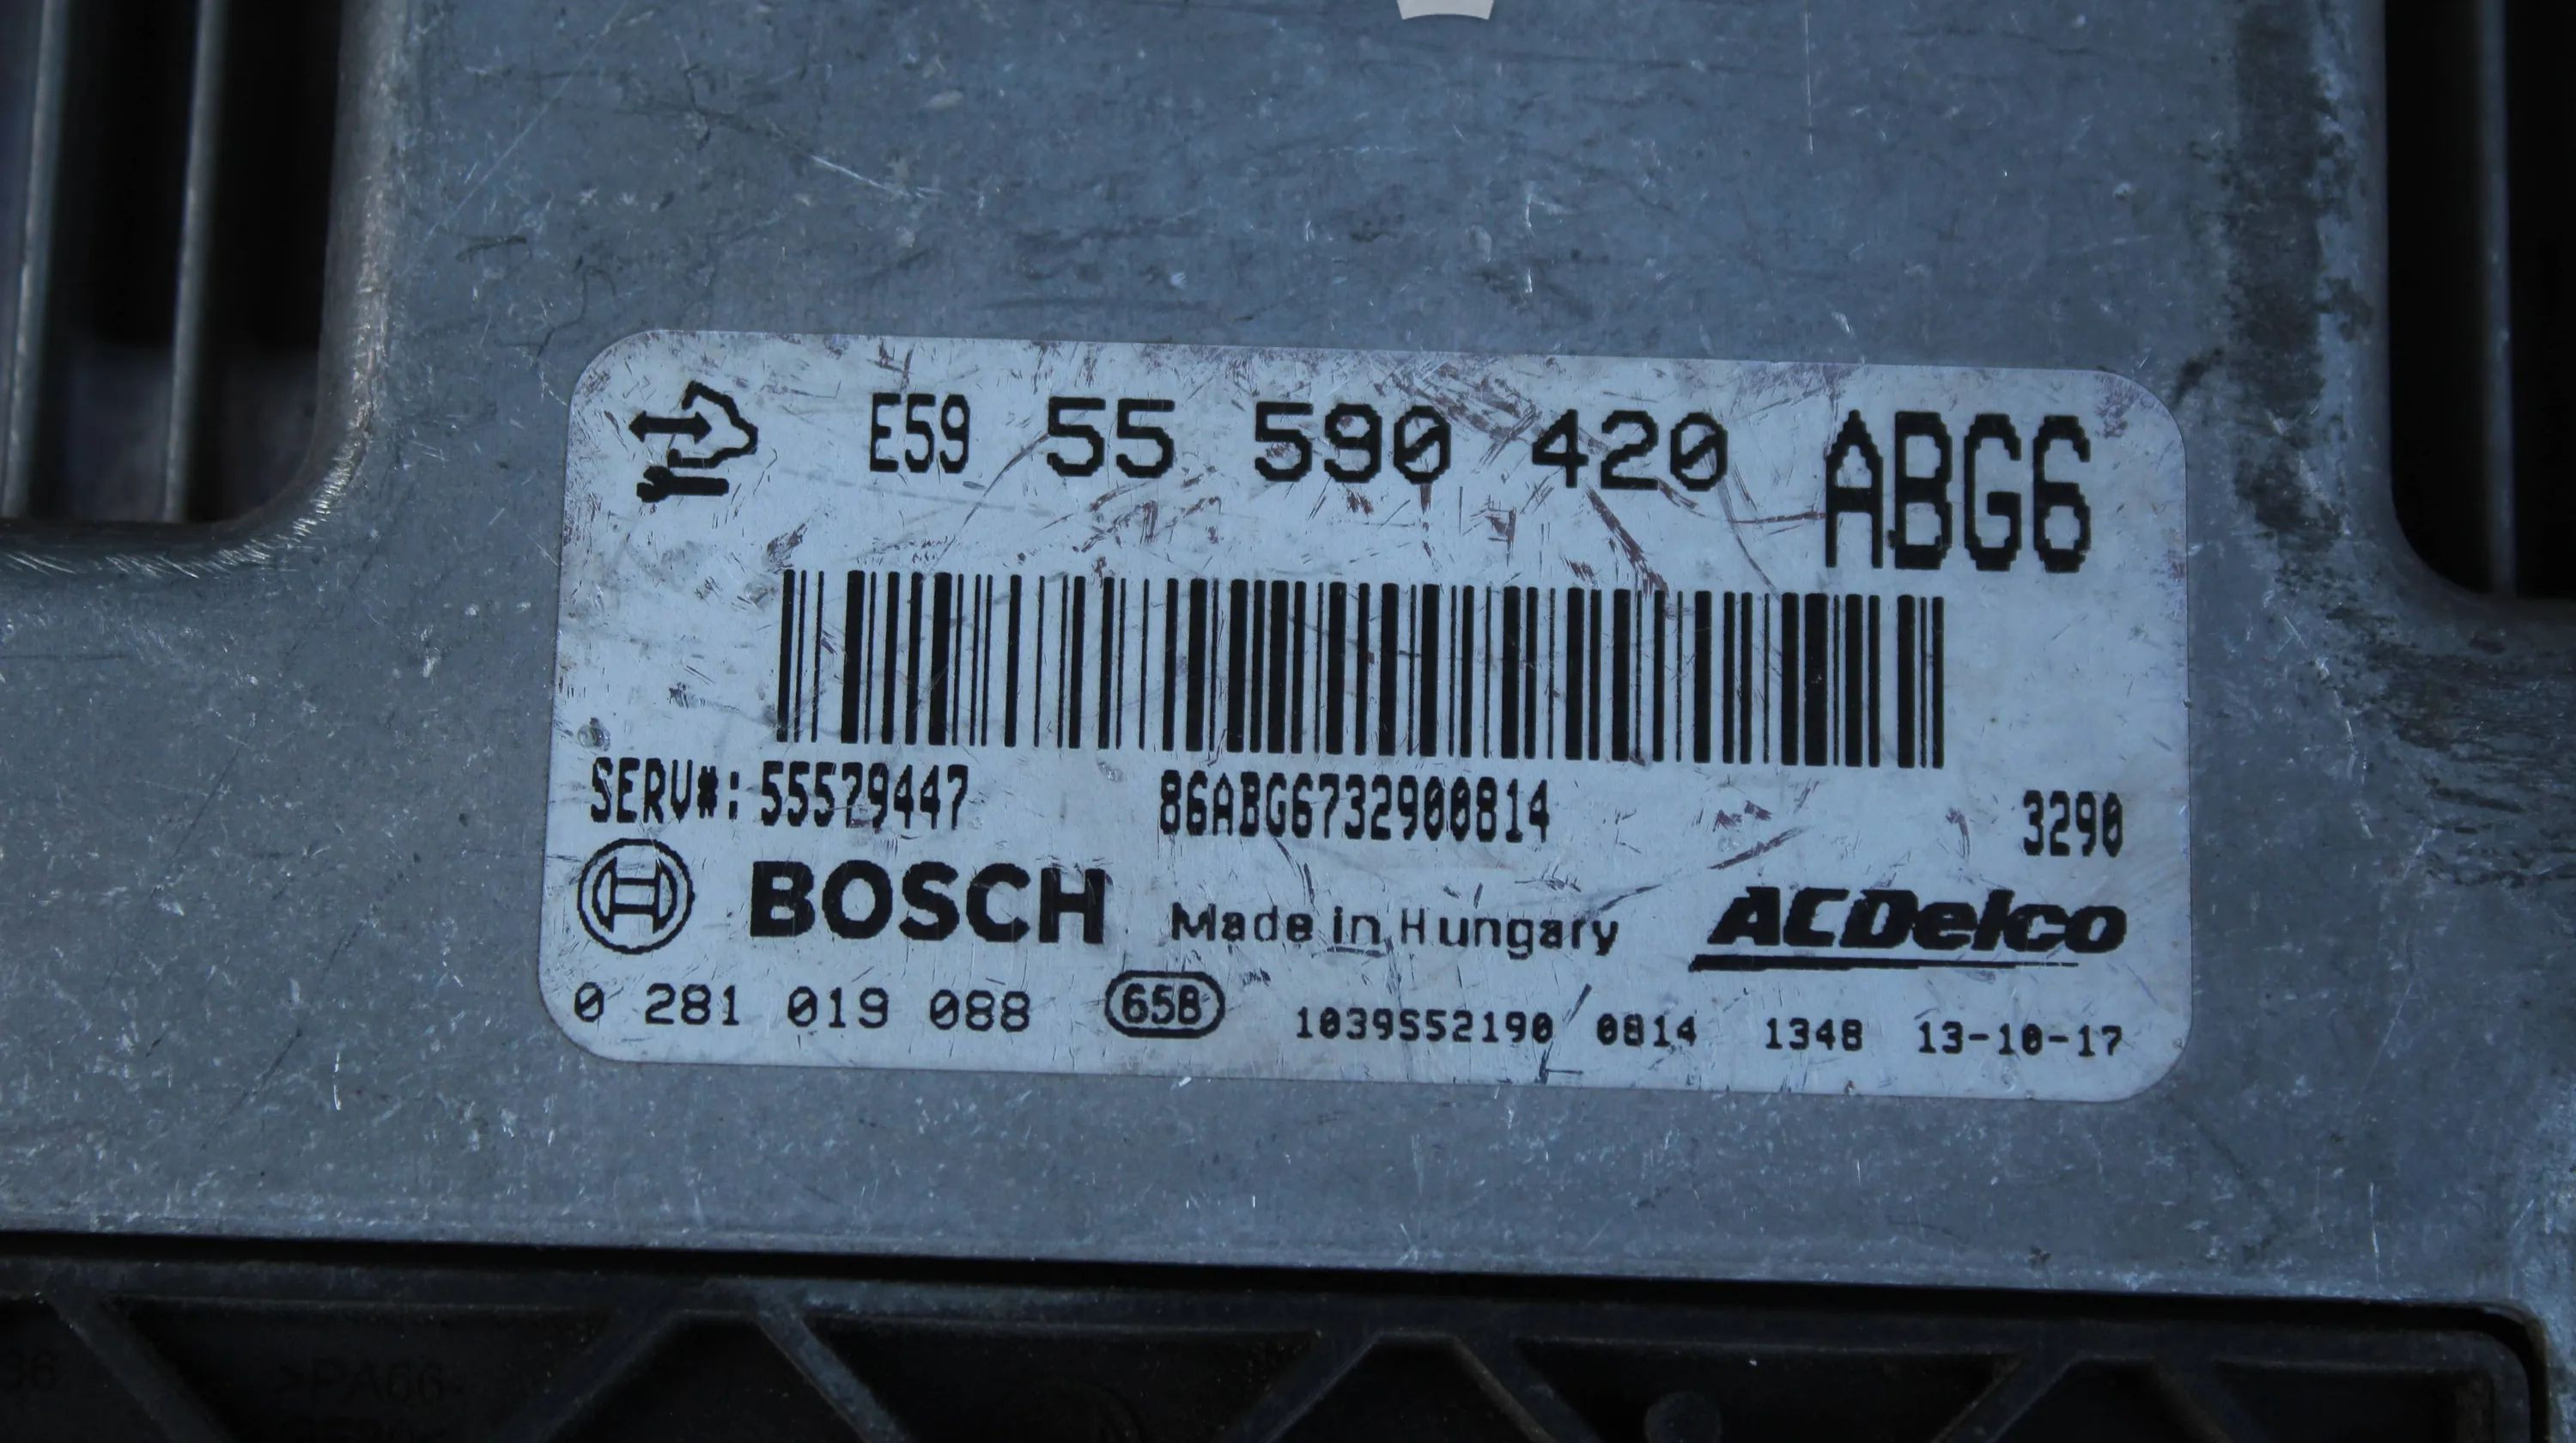 E59 55 590 420 ABG6
SERV#: 55579447 86ABG6732900814 3290
BOSCH Made in Hungary ACDelco
0 281 019 088 65B 1039S52190 0814 1348 13-10-17
>PA66-